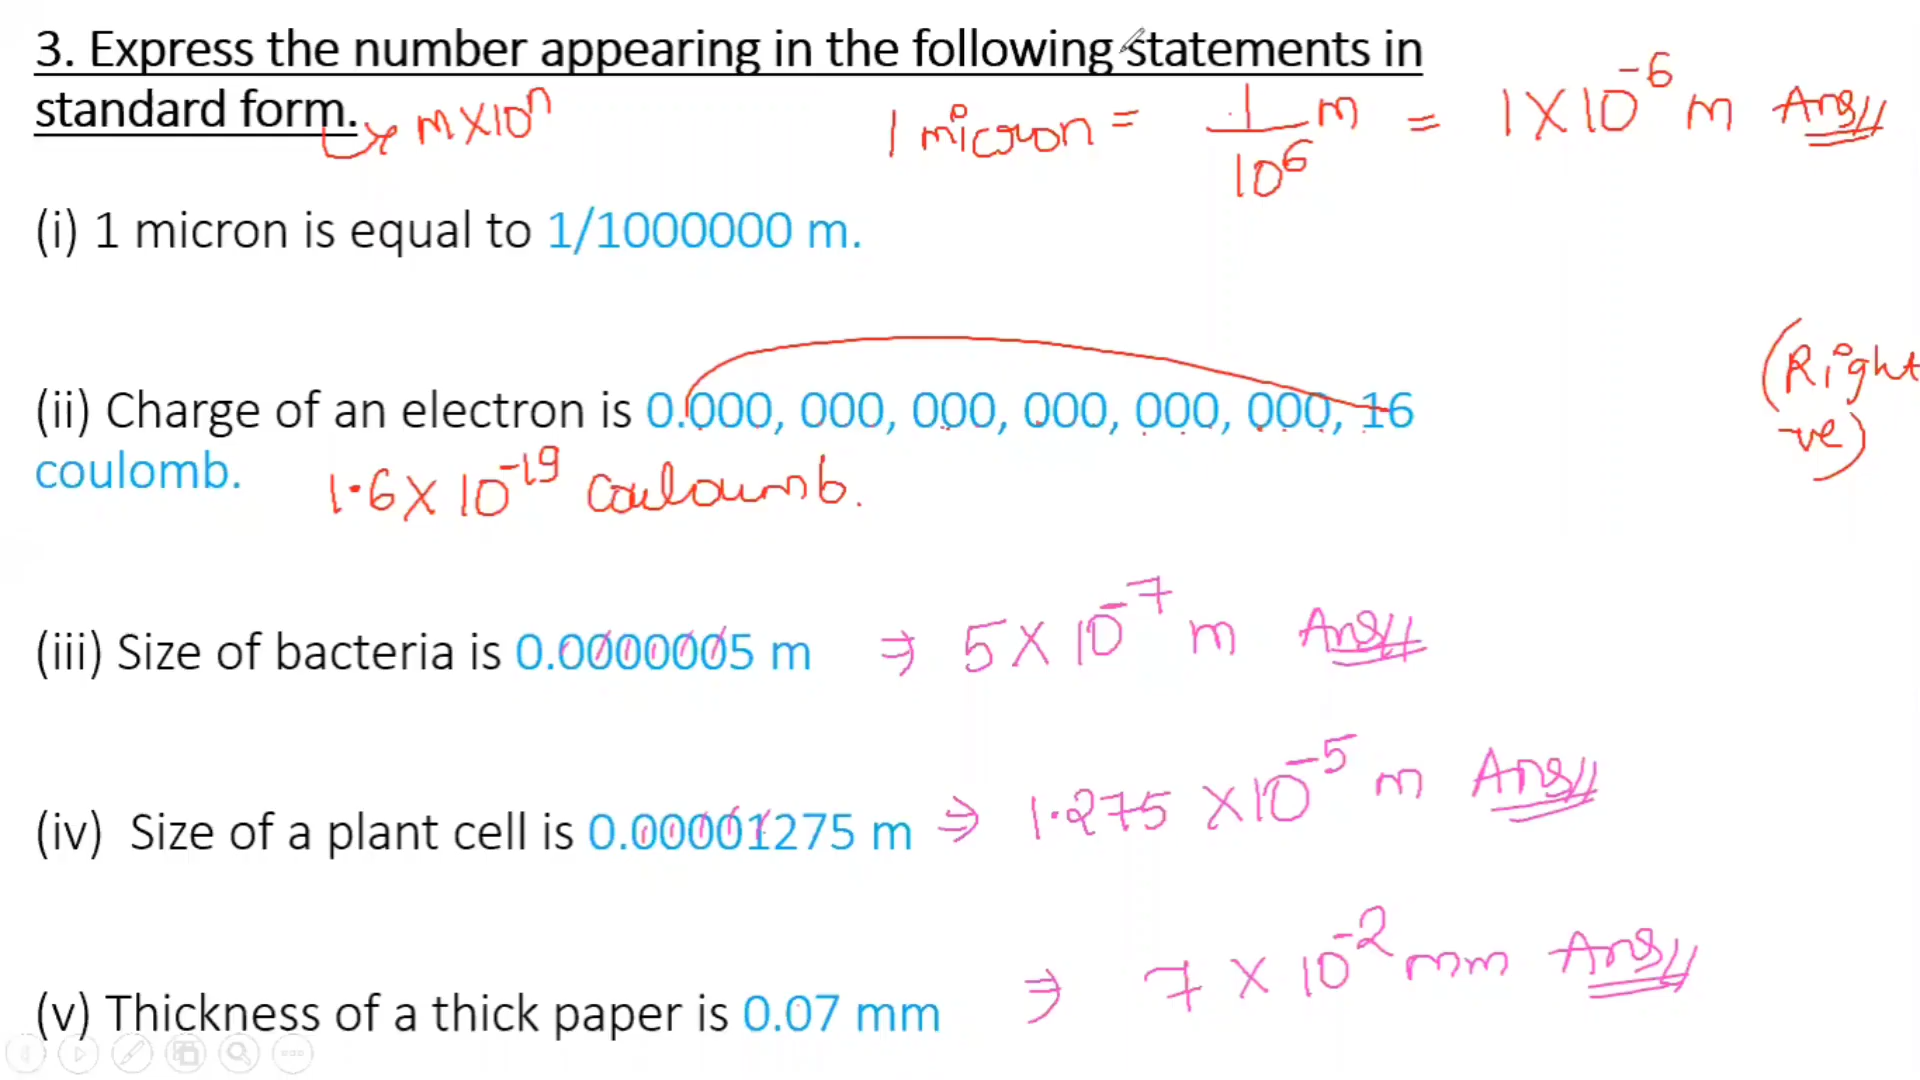 3. Express the number appearing in the following statements in
standard form. → m×10ⁿ
1 micron = 1/10⁶ m = 1×10⁻⁶ m Ans
(i) 1 micron is equal to 1/1000000 m.
(Right
-ve)
(ii) Charge of an electron is 0.000, 000, 000, 000, 000, 000, 16
coulomb. 1.6×10⁻¹⁹ couloumb.
(iii) Size of bacteria is 0.0000005 m ⇒ 5×10⁻⁷ m Ans
(iv) Size of a plant cell is 0.00001275 m ⇒ 1.275 ×10⁻⁵ m Ans
(v) Thickness of a thick paper is 0.07 mm ⇒ 7 × 10⁻² mm Ans